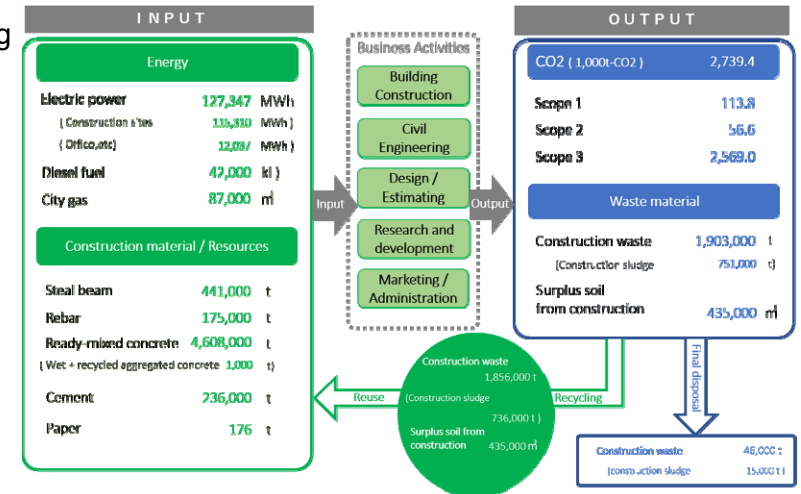 g
INPUT
Energy
Electric power 127,347 MWh
( Construction sites 115,310 MWh )
( Office,etc) 12,037 MWh )
Diesel fuel 42,000 kl )
City gas 87,000 ㎥
Construction material / Resources
Steal beam 441,000 t
Rebar 175,000 t
Ready-mixed concrete 4,608,000 t
( Wet + recycled aggregated concrete 1,000 t)
Cement 236,000 t
Paper 176 t
Input
Business Activities
Building
Construction
Civil
Engineering
Design /
Estimating
Research and
development
Marketing /
Administration
Output
OUTPUT
CO2 ( 1,000t-CO2 ) 2,739.4
Scope 1 113.8
Scope 2 56.6
Scope 3 2,569.0
Waste material
Construction waste 1,903,000 t
(Construction sludge 751,000 t)
Surplus soil
from construction 435,000 ㎥
Reuse
Construction waste
1,856,000 t
(Construction sludge
736,000 t )
Surplus soil from
construction 435,000 ㎥
Recycling
Final disposal
Construction waste 46,000 t
(construction sludge 15,000 t )